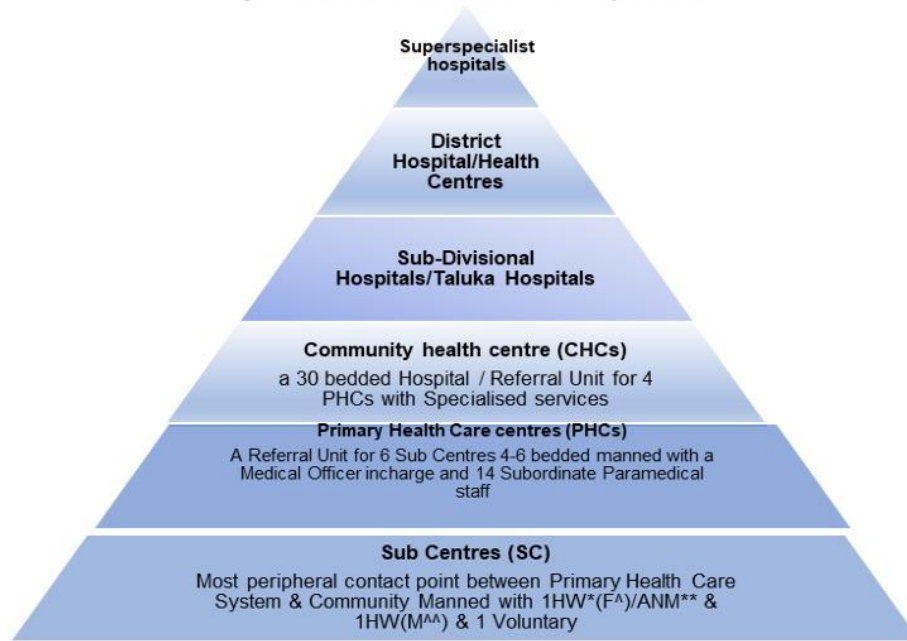 Superspecialist
hospitals
District
Hospital/Health
Centres
Sub-Divisional
Hospitals/Taluka Hospitals
Community health centre (CHCs)
a 30 bedded Hospital / Referral Unit for 4
PHCs with Specialised services
Primary Health Care centres (PHCs)
A Referral Unit for 6 Sub Centres 4-6 bedded manned with a
Medical Officer incharge and 14 Subordinate Paramedical
staff
Sub Centres (SC)
Most peripheral contact point between Primary Health Care
System & Community Manned with 1HW*(F^)/ANM** &
1HW(M^^) & 1 Voluntary